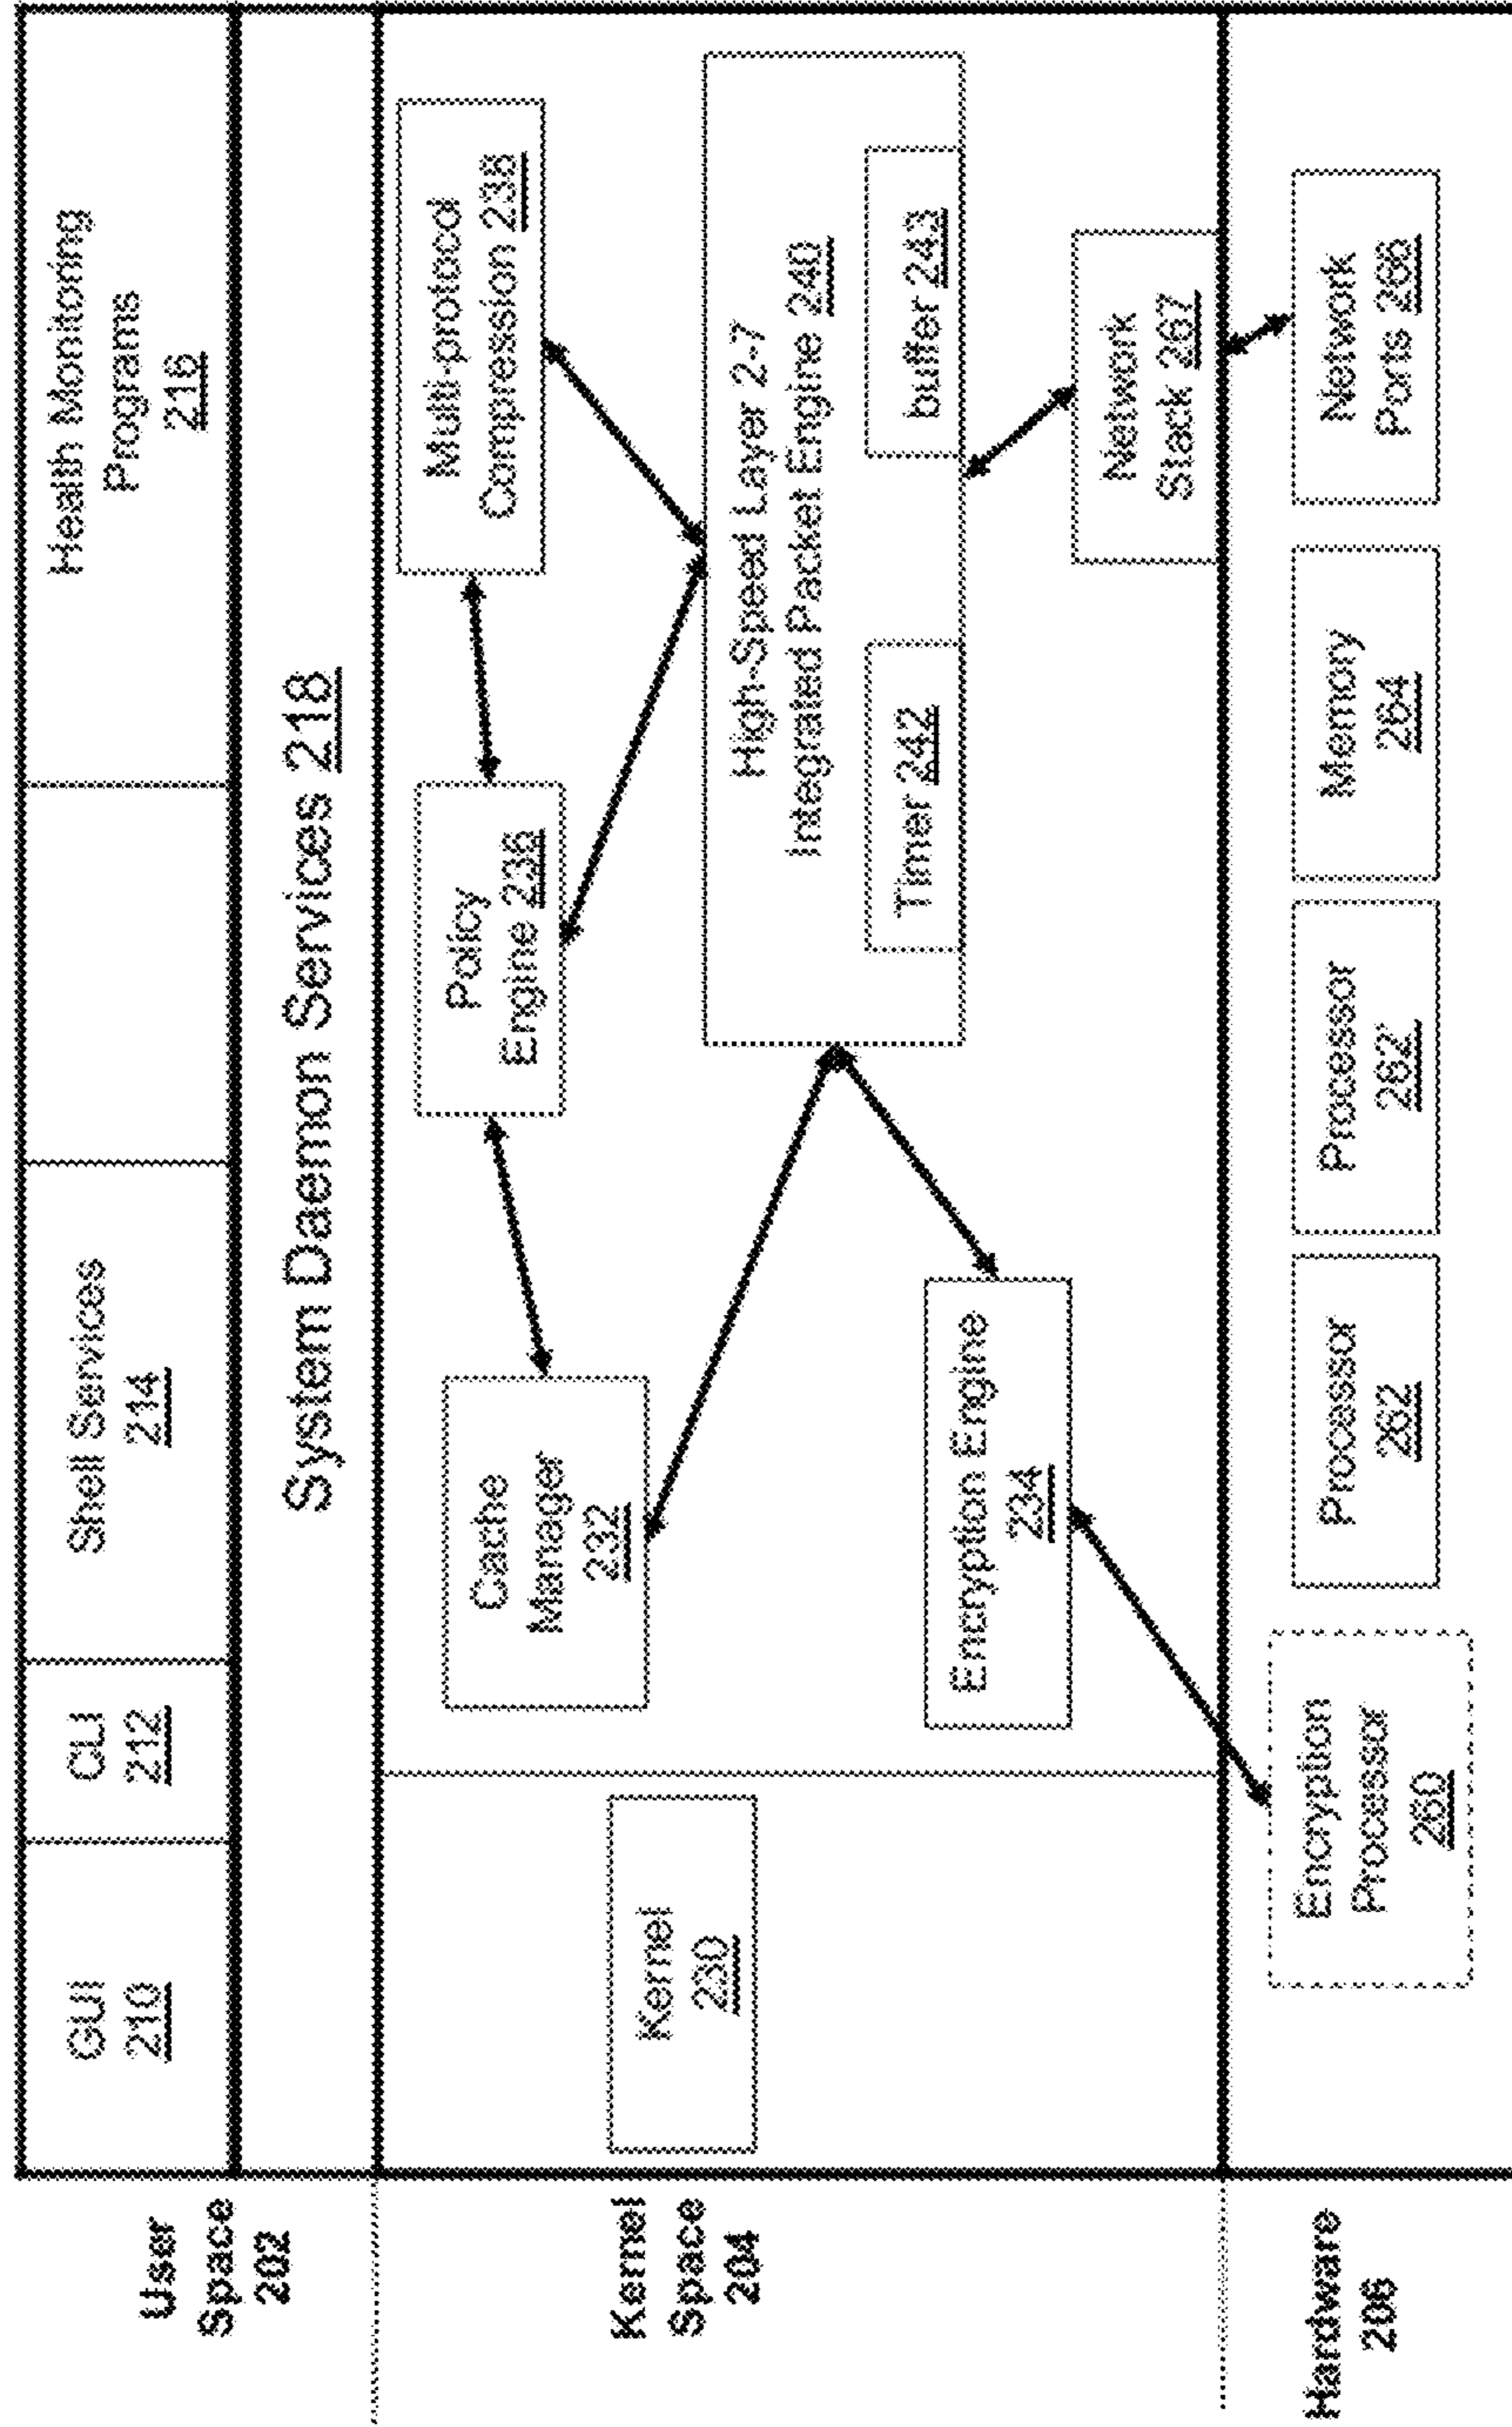 User
Space
202
GUI
210
CLI
212
Shell Services
214
Health Monitoring
Programs
216
System Daemon Services 218
Kernel
Space
204
Kernel
230
Cache
Manager
232
Policy
Engine 236
Multi-protocol
Compression 238
High-Speed Layer 2-7
Integrated Packet Engine 240
Timer 242
buffer 243
Encryption Engine
234
Network
Stack 267
Hardware
206
Encryption
Processor
260
Processor
262
Processor
262'
Memory
264
Network
Ports 266